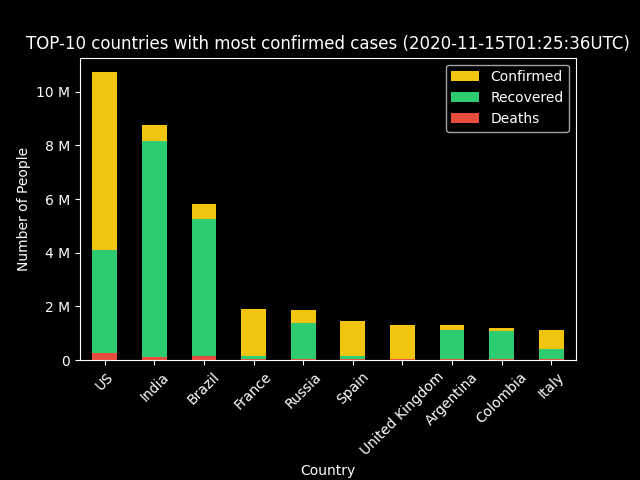 TOP-10 countries with most confirmed cases (2020-11-15T01:25:36UTC)
Confirmed
Recovered
Deaths
Number of People
10 M
8 M
6 M
4 M
2 M
0
US
India
Brazil
France
Russia
Spain
United Kingdom
Argentina
Colombia
Italy
Country